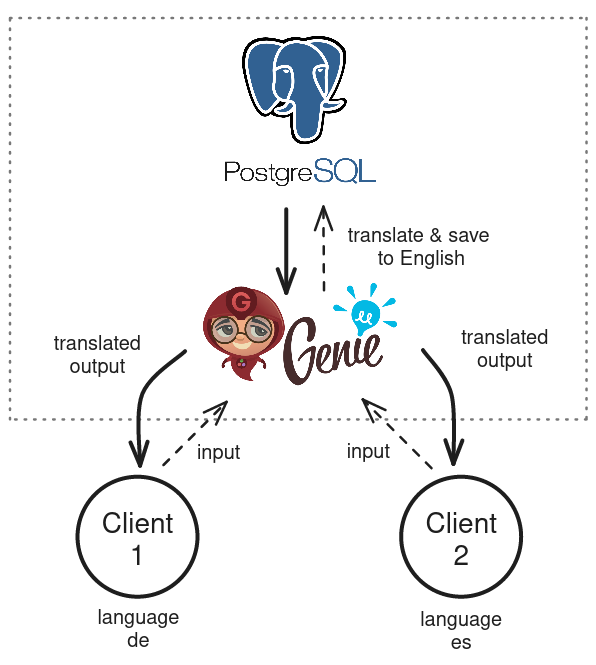 PostgreSQL
translate & save
to English
G
Genie
translated
output
translated
output
input
input
Client
1
Client
2
language
de
language
es